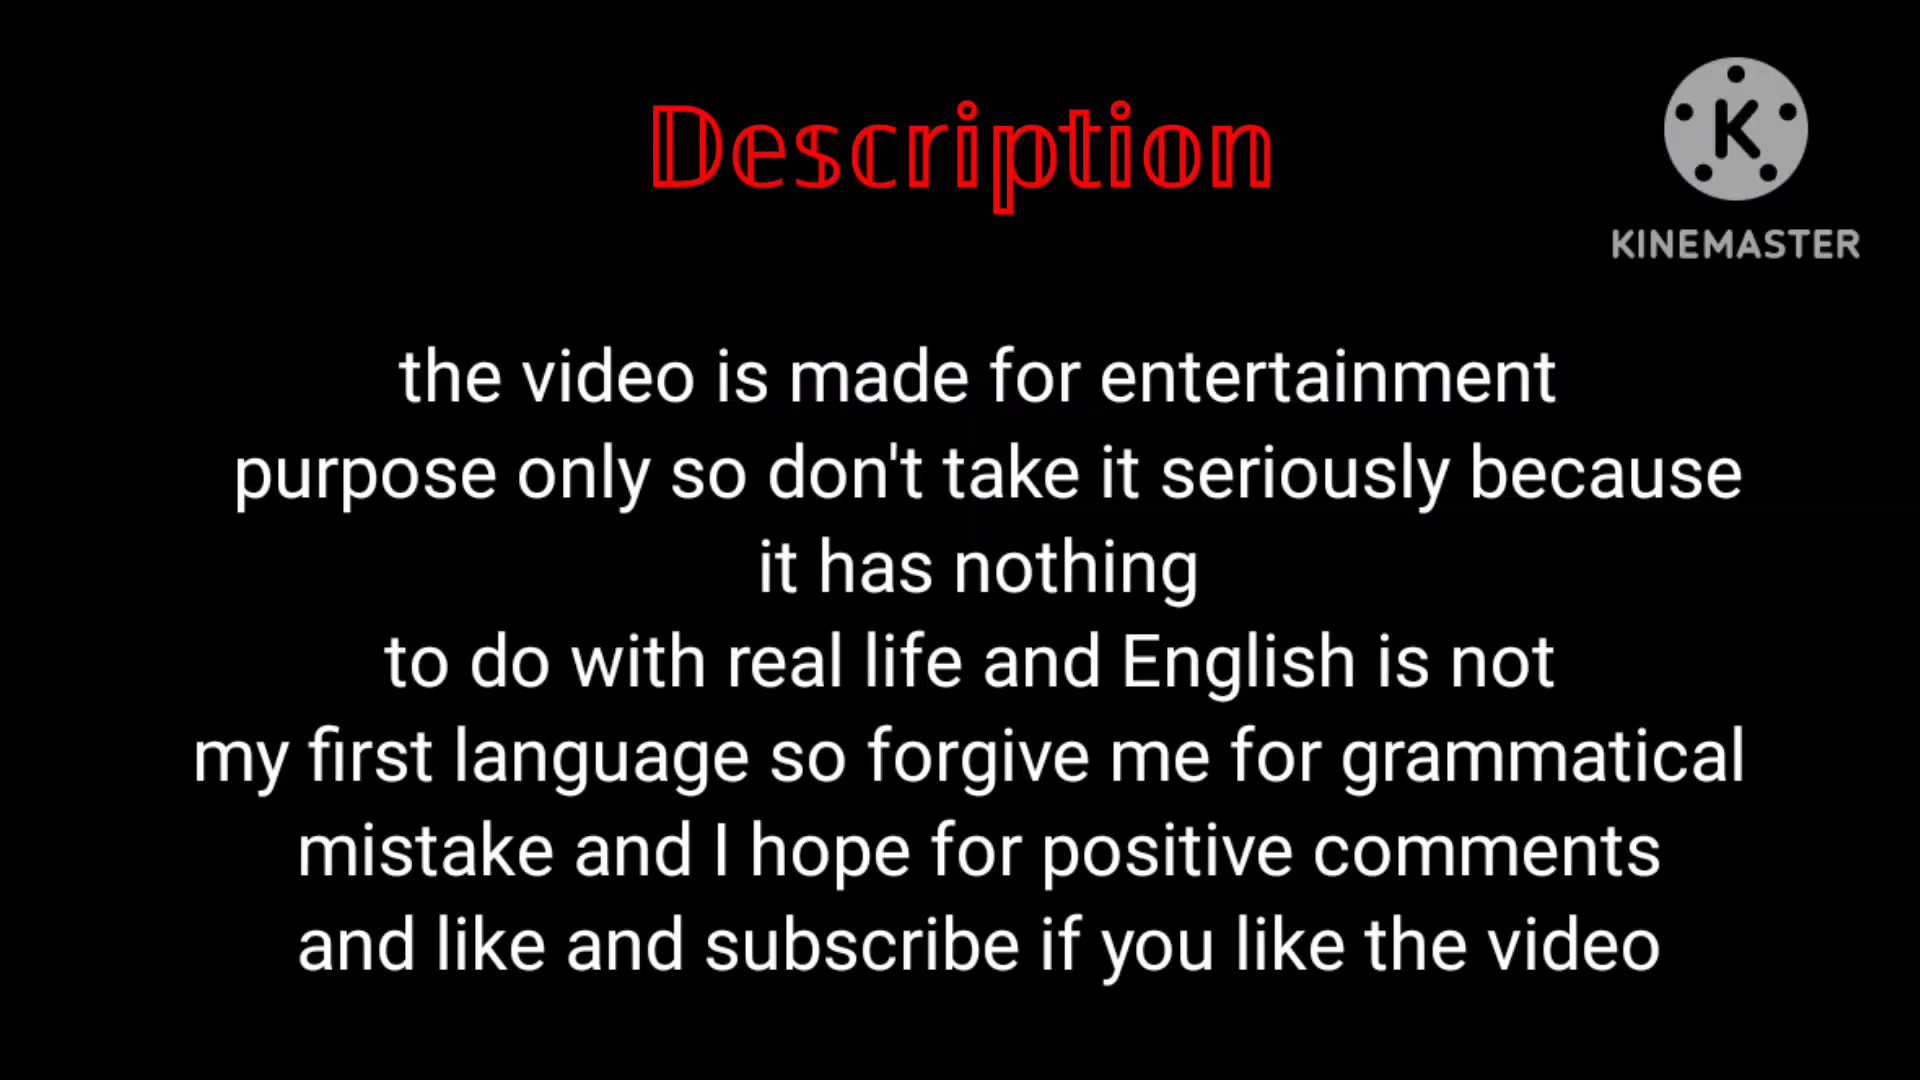 Description
K
KINEMASTER
the video is made for entertainment
purpose only so don't take it seriously because
it has nothing
to do with real life and English is not
my first language so forgive me for grammatical
mistake and I hope for positive comments
and like and subscribe if you like the video